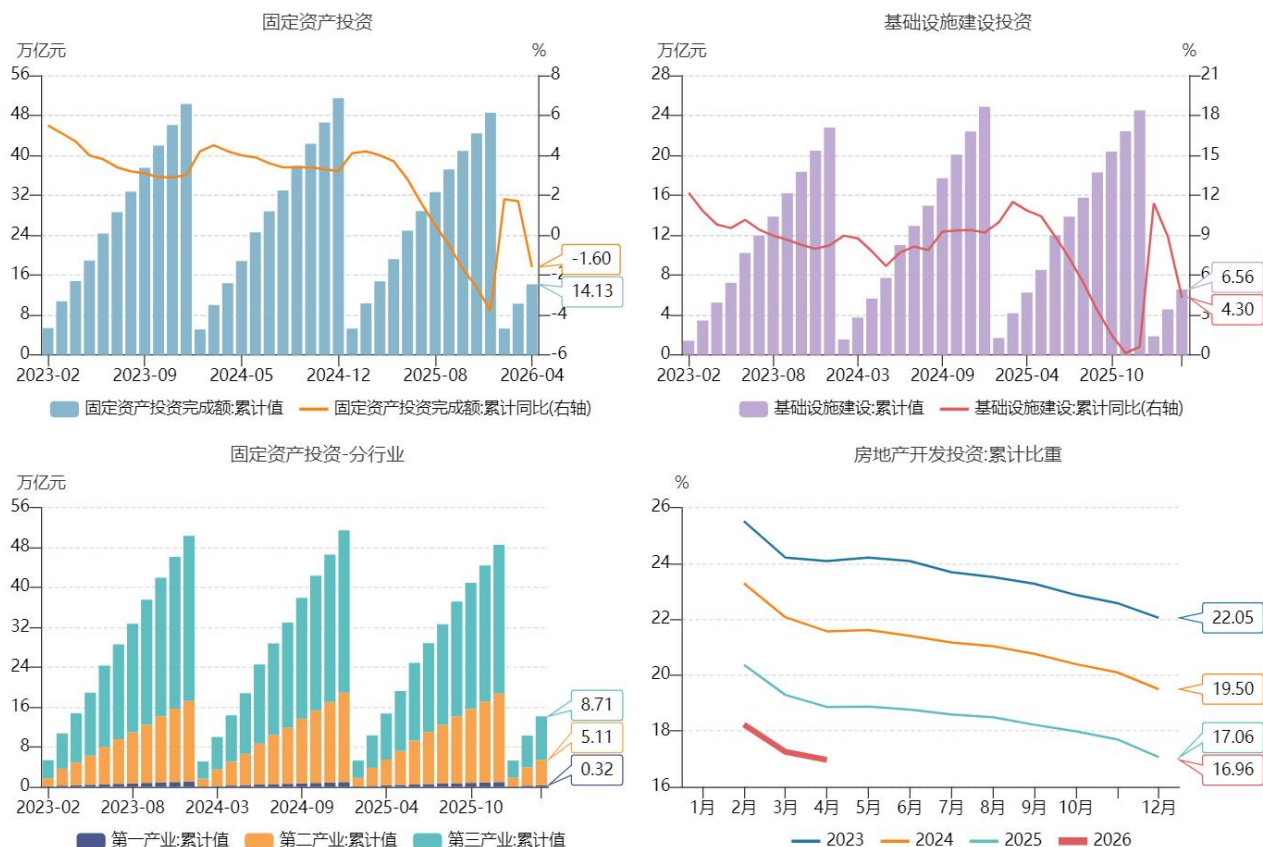 固定资产投资
万亿元 %
56 8
48 6
40 4
32 2
24 0
16 -2
8 -4
0 -6
-1.60
14.13
2023-02 2023-09 2024-05 2024-12 2025-08 2026-04
固定资产投资完成额:累计值 固定资产投资完成额:累计同比(右轴)
基础设施建设投资
万亿元 %
28 21
24 18
20 15
16 12
12 9
8 6
4 3
0 0
6.56
4.30
2023-02 2023-08 2024-03 2024-09 2025-04 2025-10
基础设施建设:累计值 基础设施建设:累计同比(右轴)
固定资产投资-分行业
万亿元
56
48
40
32
24
16
8
0
8.71
5.11
0.32
2023-02 2023-08 2024-03 2024-09 2025-04 2025-10
第一产业:累计值 第二产业:累计值 第三产业:累计值
房地产开发投资:累计比重
%
26
24
22
20
18
16
22.05
19.50
17.06
16.96
1月 2月 3月 4月 5月 6月 7月 8月 9月 10月 12月
2023 2024 2025 2026